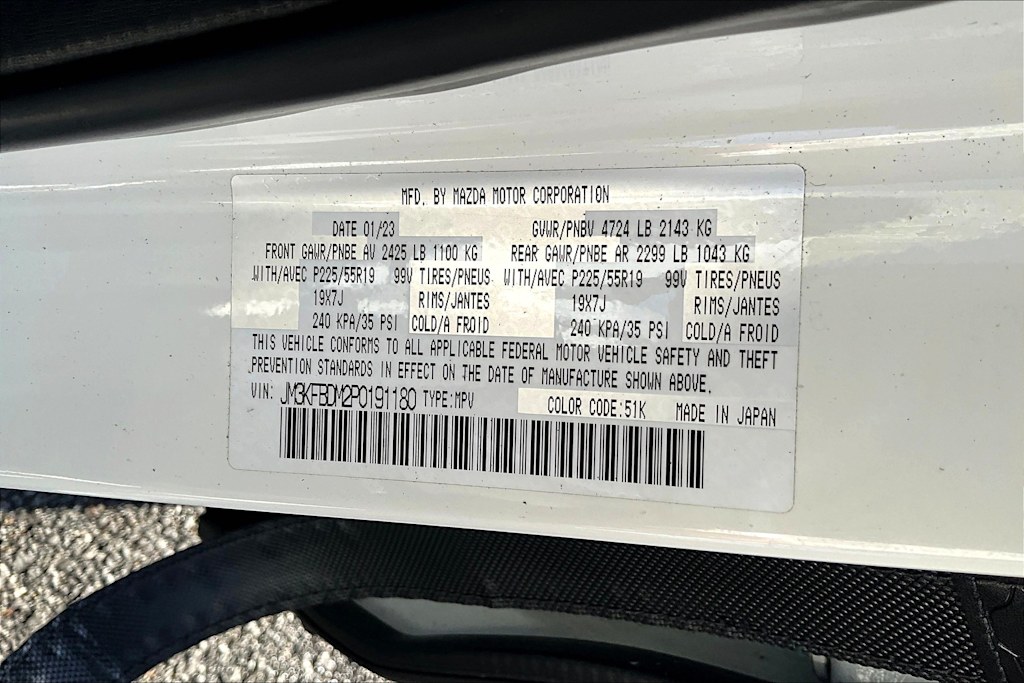 MFD. BY MAZDA MOTOR CORPORATION
DATE 01/23 GVWR/PNBV 4724 LB 2143 KG
FRONT GAWR/PNBE AV 2425 LB 1100 KG REAR GAWR/PNBE AR 2299 LB 1043 KG
WITH/AVEC P225/55R19 99V TIRES/PNEUS WITH/AVEC P225/55R19 99V TIRES/PNEUS
19X7J RIMS/JANTES 19X7J RIMS/JANTES
240 KPA/35 PSI COLD/A FROID 240 KPA/35 PSI COLD/A FROID
THIS VEHICLE CONFORMS TO ALL APPLICABLE FEDERAL MOTOR VEHICLE SAFETY AND THEFT
PREVENTION STANDARDS IN EFFECT ON THE DATE OF MANUFACTURE SHOWN ABOVE.
VIN: JM3KFBDM2P0191180 TYPE:MPV COLOR CODE:51K MADE IN JAPAN